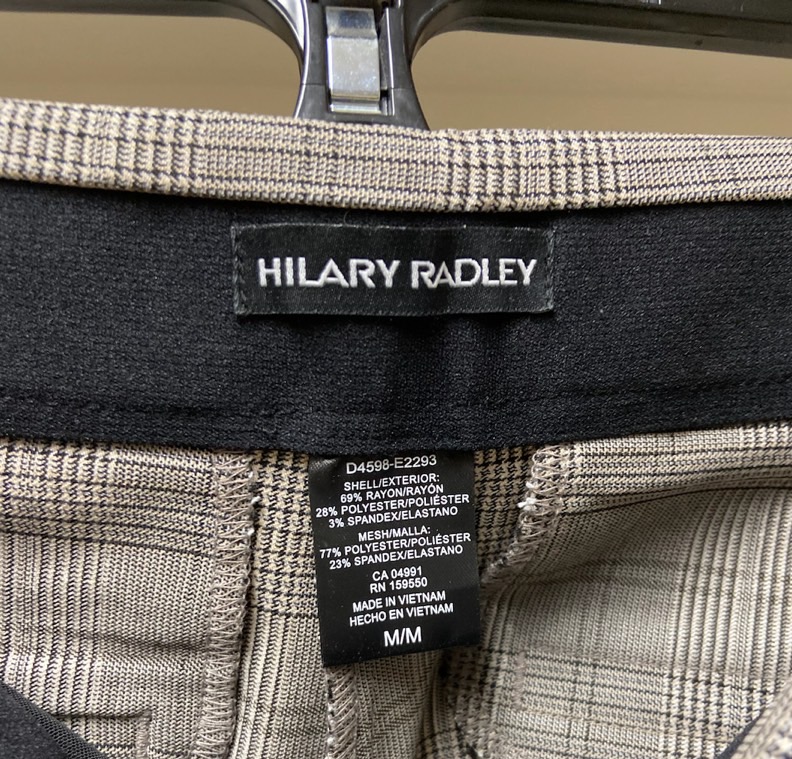 HILARY RADLEY
D4598-E2293
SHELL/EXTERIOR:
69% RAYON/RAYÓN
28% POLYESTER/POLIÉSTER
3% SPANDEX/ELASTANO
MESH/MALLA:
77% POLYESTER/POLIÉSTER
23% SPANDEX/ELASTANO
CA 04991
RN 159550
MADE IN VIETNAM
HECHO EN VIETNAM
M/M